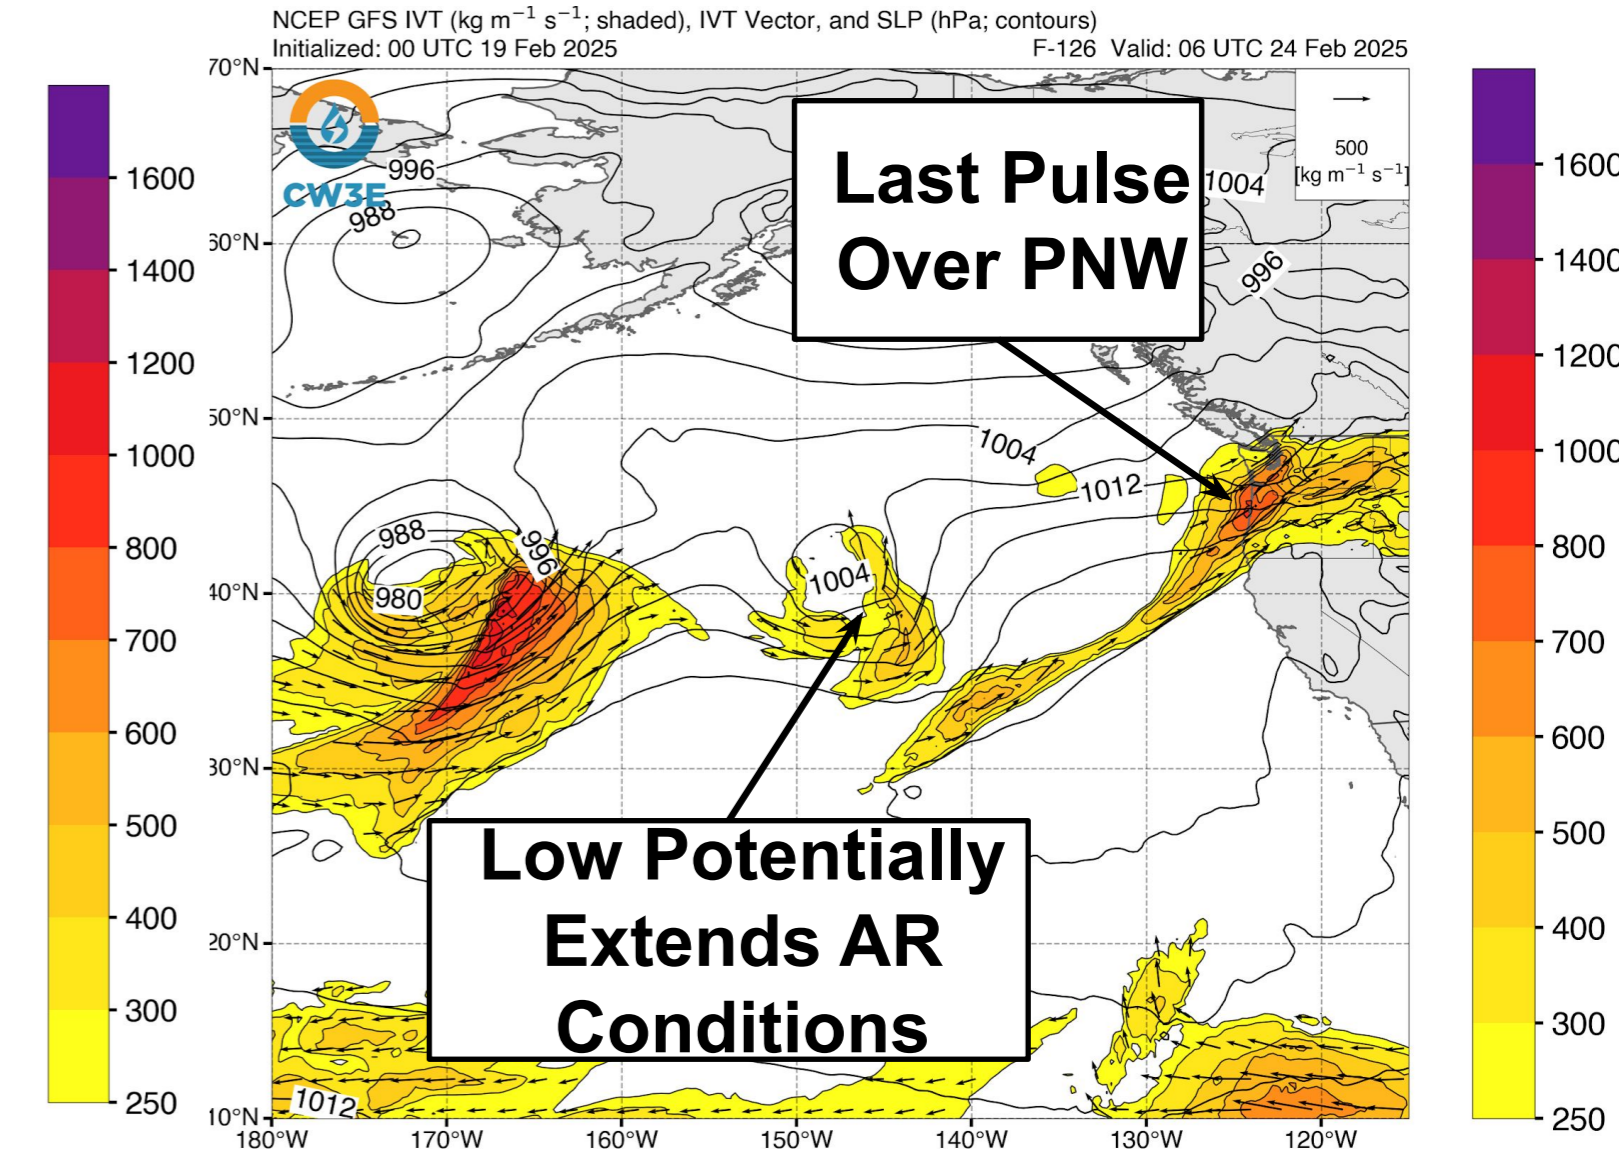 NCEP GFS IVT (kg m−1 s−1; shaded), IVT Vector, and SLP (hPa; contours)
Initialized: 00 UTC 19 Feb 2025
F-126 Valid: 06 UTC 24 Feb 2025
CW3E
Last Pulse
Over PNW
Low Potentially
Extends AR
Conditions
500
[kg m−1 s−1]
996
988
1004
996
1004
1012
988
996
980
1004
1012
70°N
50°N
40°N
30°N
20°N
10°N
180°W
170°W
160°W
150°W
140°W
130°W
120°W
1600
1400
1200
1000
800
700
600
500
400
300
250
1600
1400
1200
1000
800
700
600
500
400
300
250